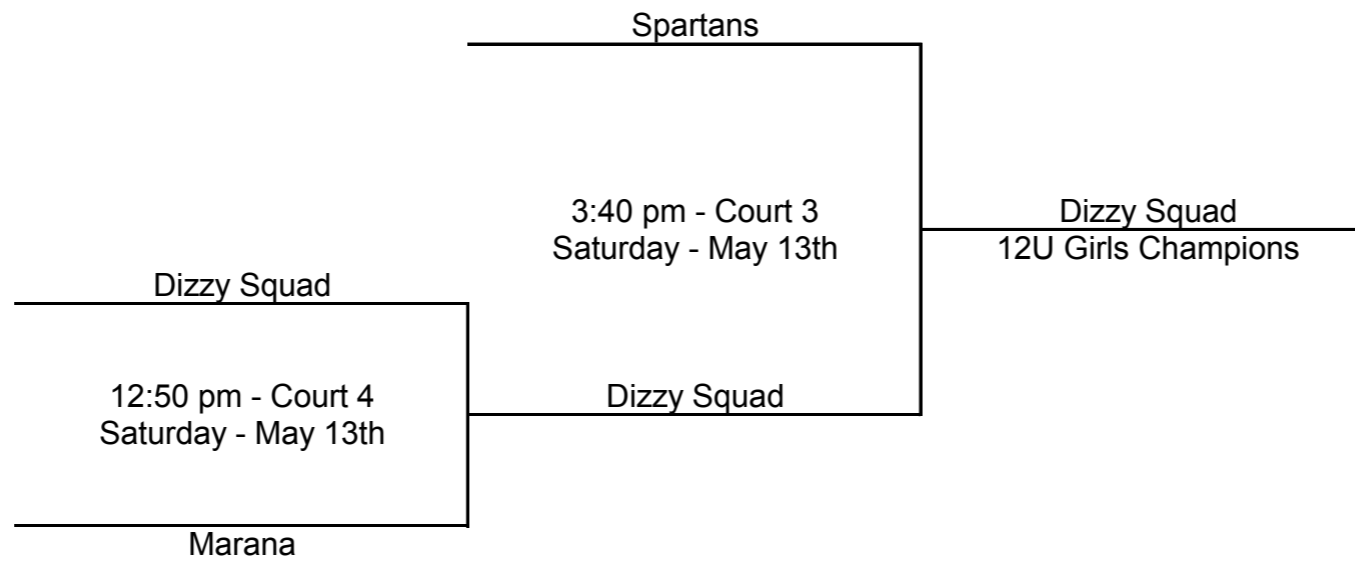 Spartans
3:40 pm - Court 3
Saturday - May 13th
Dizzy Squad
12U Girls Champions
Dizzy Squad
12:50 pm - Court 4
Saturday - May 13th
Dizzy Squad
Marana